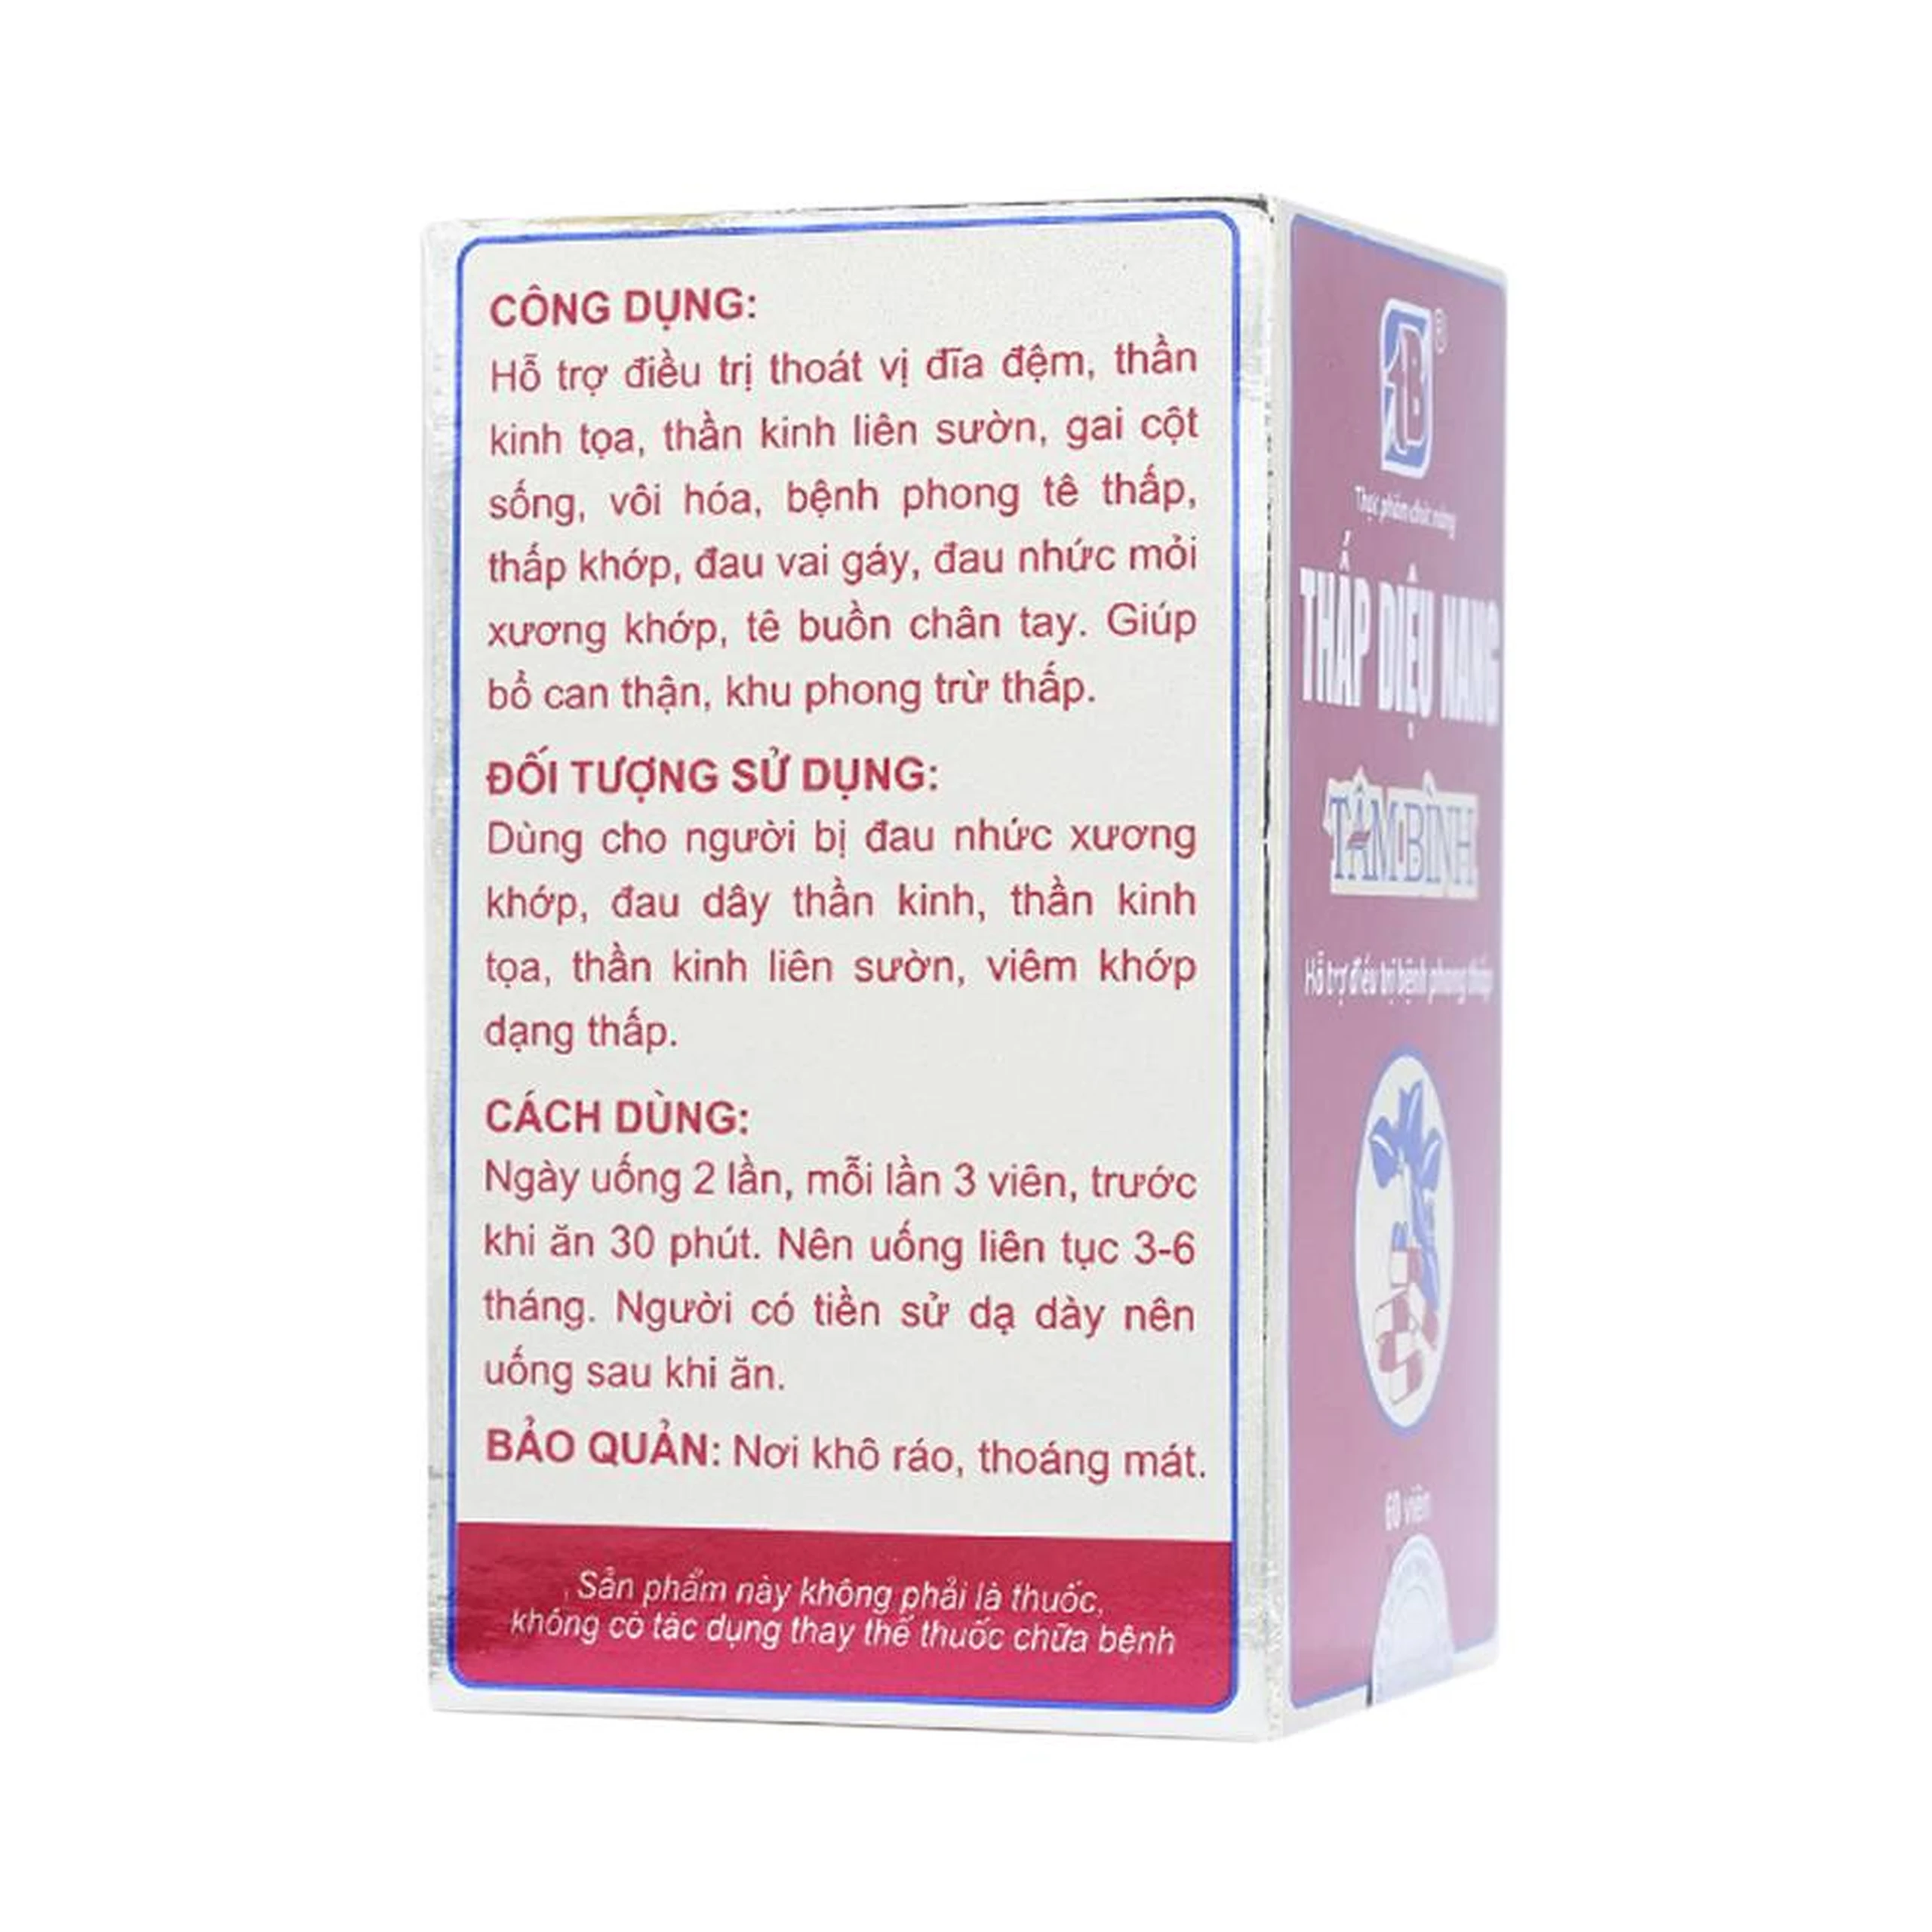 CÔNG DỤNG:
Hỗ trợ điều trị thoát vị đĩa đệm, thần
kinh tọa, thần kinh liên sườn, gai cột
sống, vôi hóa, bệnh phong tê thấp,
thấp khớp, đau vai gáy, đau nhức mỏi
xương khớp, tê buồn chân tay. Giúp
bổ can thận, khu phong trừ thấp.
ĐỐI TƯỢNG SỬ DỤNG:
Dùng cho người bị đau nhức xương
khớp, đau dây thần kinh, thần kinh
tọa, thần kinh liên sườn, viêm khớp
dạng thấp.
CÁCH DÙNG:
Ngày uống 2 lần, mỗi lần 3 viên, trước
khi ăn 30 phút. Nên uống liên tục 3-6
tháng. Người có tiền sử dạ dày nên
uống sau khi ăn.
BẢO QUẢN: Nơi khô ráo, thoáng mát.
Sản phẩm này không phải là thuốc,
không có tác dụng thay thế thuốc chữa bệnh
TB®
Thực phẩm chức năng
THẤP DIỆU NANG
TÂM BÌNH
Hỗ trợ điều trị bệnh phong thấp
60 viên